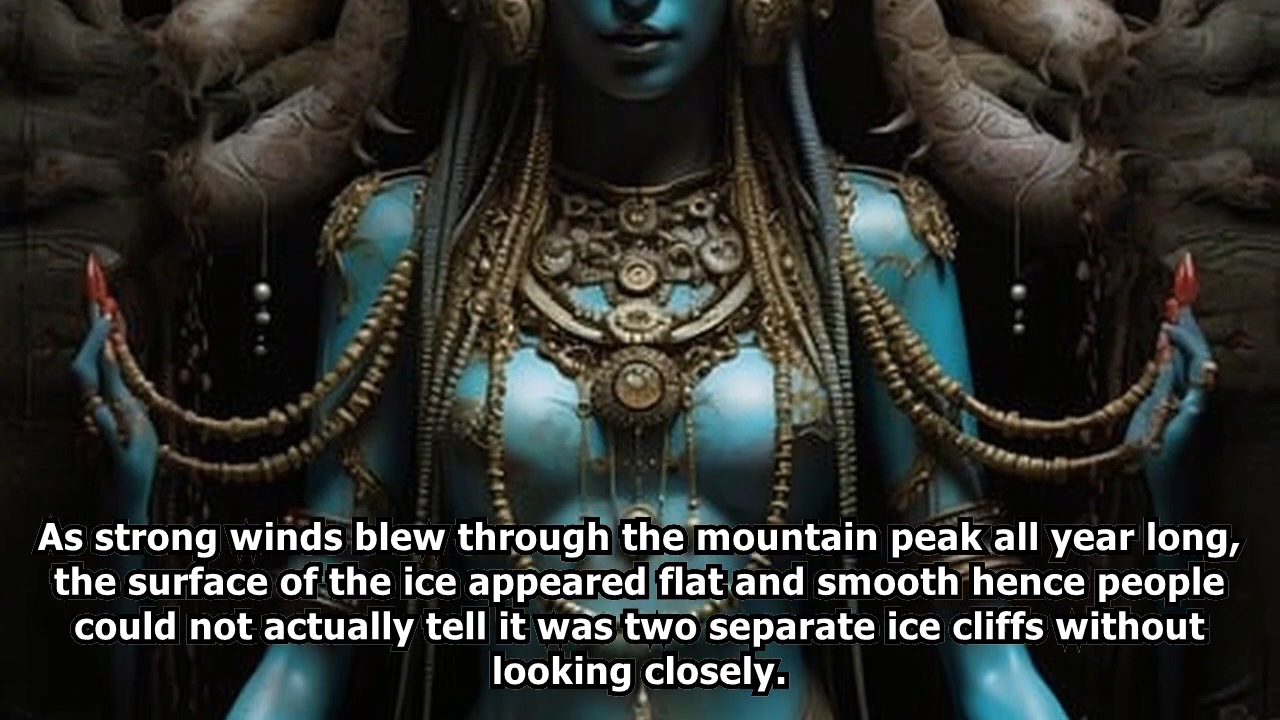 As strong winds blew through the mountain peak all year long,
the surface of the ice appeared flat and smooth hence people
could not actually tell it was two separate ice cliffs without
looking closely.